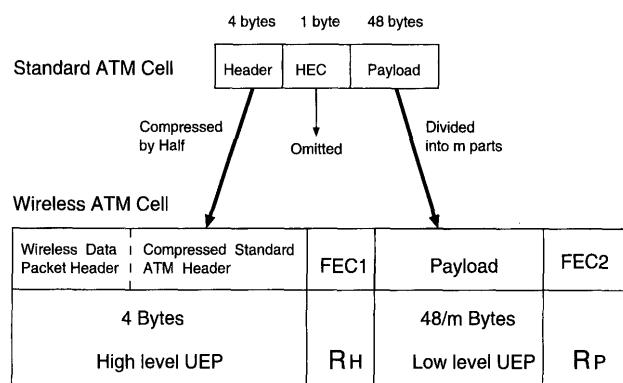 4 bytes 1 byte 48 bytes
Standard ATM Cell
Header HEC Payload
Compressed
by Half
Omitted
Divided
into m parts
Wireless ATM Cell
Wireless Data
Packet Header
Compressed Standard
ATM Header
FEC1
Payload
FEC2
4 Bytes
High level UEP
RH
48/m Bytes
Low level UEP
RP